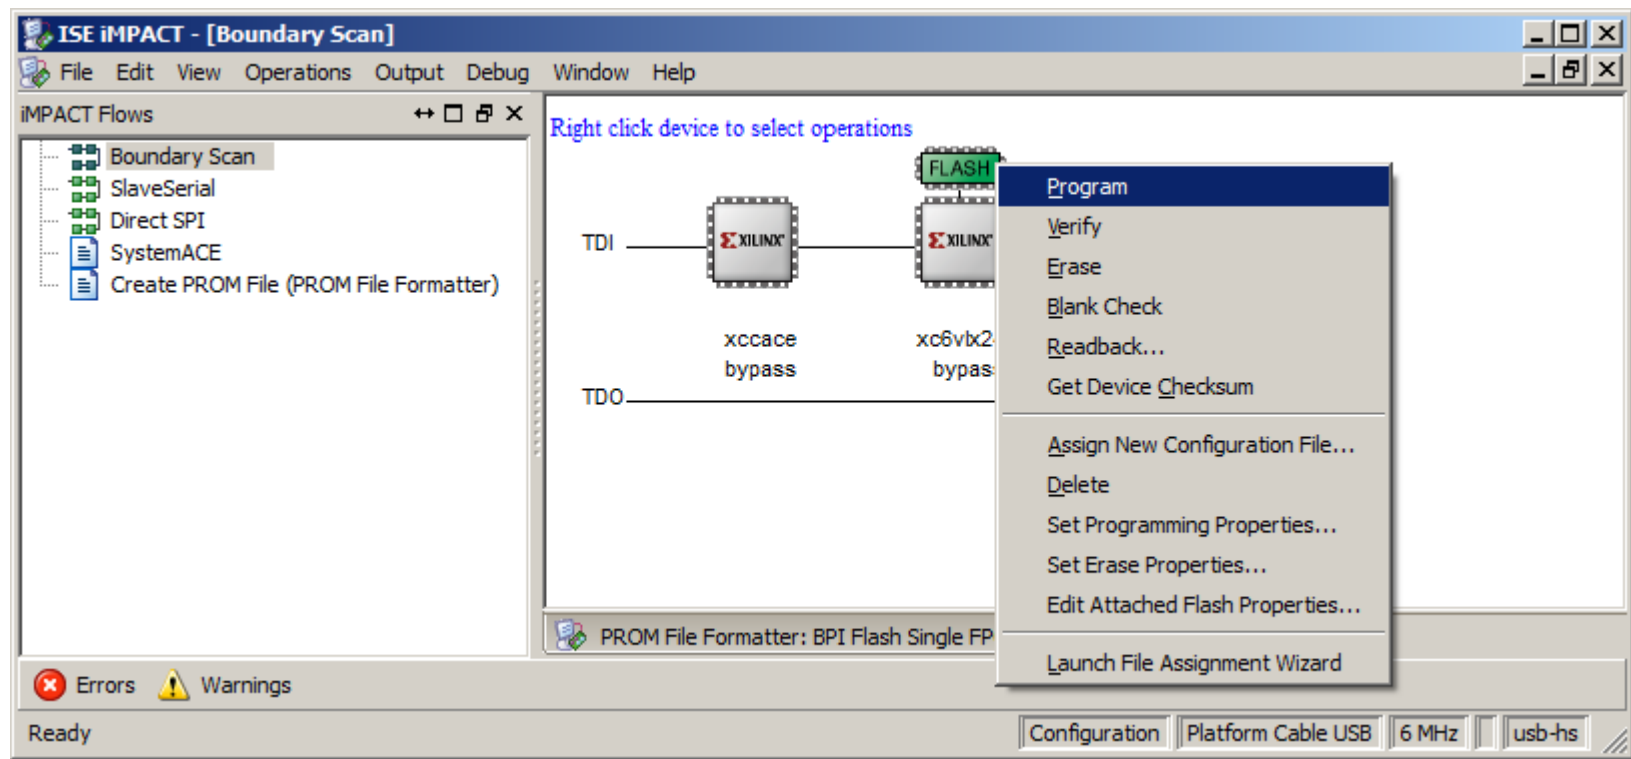 ISE iMPACT - [Boundary Scan]
File Edit View Operations Output Debug Window Help
iMPACT Flows
Boundary Scan
SlaveSerial
Direct SPI
SystemACE
Create PROM File (PROM File Formatter)
Right click device to select operations
FLASH
TDI
XILINX
XILINX
xccace
bypass
xc6vlx2
bypas
TDO
Program
Verify
Erase
Blank Check
Readback...
Get Device Checksum
Assign New Configuration File...
Delete
Set Programming Properties...
Set Erase Properties...
Edit Attached Flash Properties...
Launch File Assignment Wizard
PROM File Formatter: BPI Flash Single FP
Errors Warnings
Ready
Configuration Platform Cable USB 6 MHz usb-hs